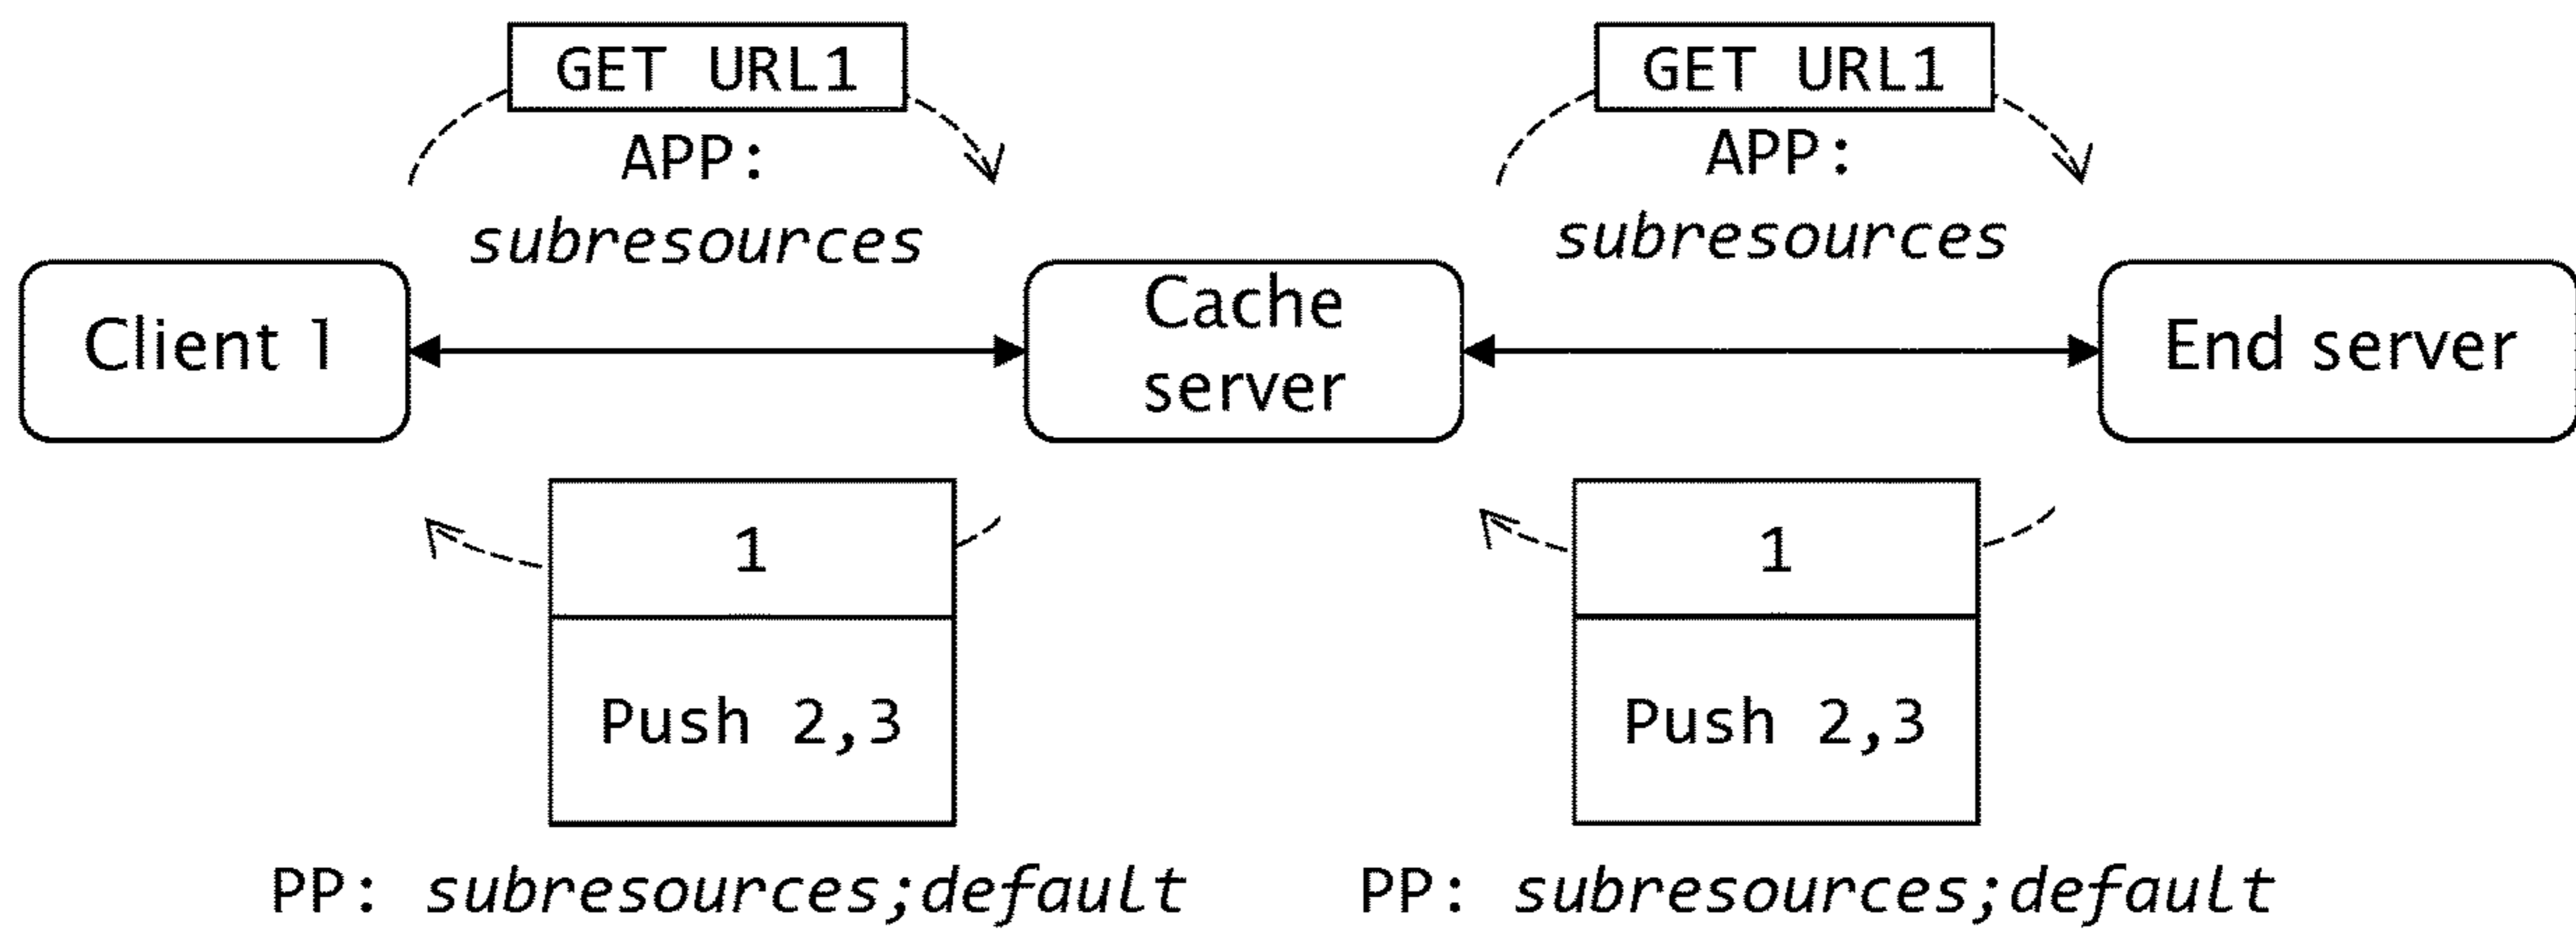 GET URL1
APP:
subresources
GET URL1
APP:
subresources
Client 1
Cache
server
End server
1
Push 2,3
PP: subresources;default
1
Push 2,3
PP: subresources;default